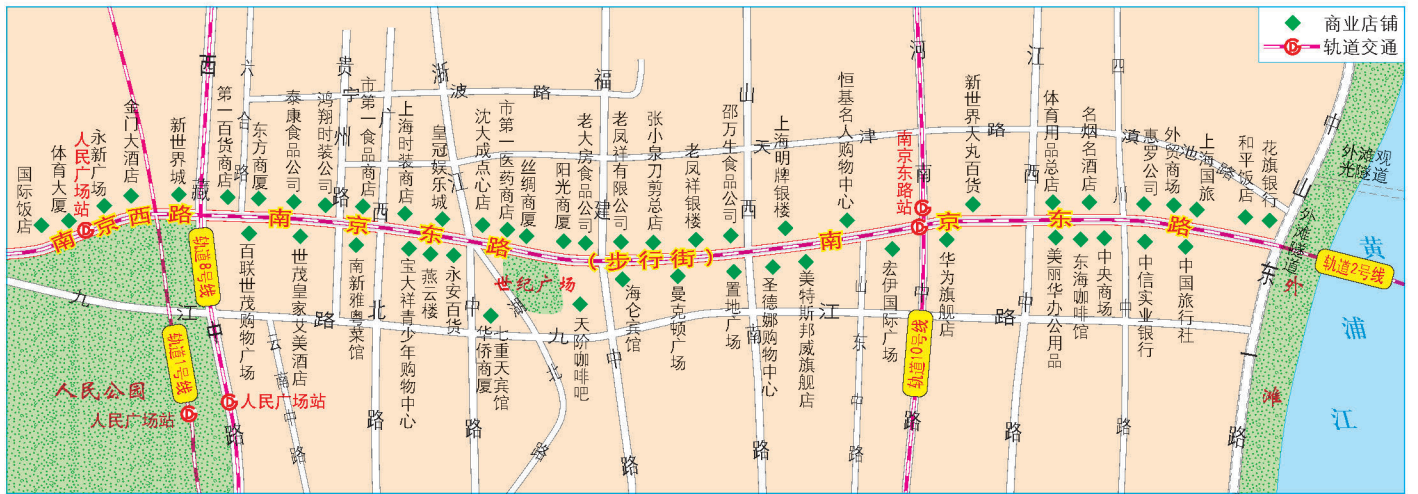 商业店铺
轨道交通
国际饭店
体育大厦
人民广场站
永新广场
金门大酒店
新世界城
第一百货商店
东方商厦
泰康食品公司
鸿翔时装公司
市第一食品商店
上海时装商店
皇冠娱乐城
沈大成点心店
市第一医药商店
丝绸商厦
阳光商厦
老大房食品公司
老凤祥有限公司
张小泉刀剪总店
老凤祥银楼
邵万生食品公司
上海明牌银楼
恒基名人购物中心
南京东路站
新世界大丸百货
体育用品总店
名烟名酒店
惠罗公司
外贸商场
上海国旅
和平饭店
花旗银行
外滩观光隧道
南京西路
南京东路
(步行街)
南京东路
百联世茂购物广场
世茂皇家艾美酒店
南新雅粤菜馆
宝大祥青少年购物中心
燕云楼
永安百货
华侨商厦
七重天宾馆
世纪广场
天阶咖啡吧
海仑宾馆
曼克顿广场
置地广场
圣德娜购物中心
美特斯邦威旗舰店
宏伊国际广场
华为旗舰店
美丽华办公用品
东海咖啡馆
中央商场
中信实业银行
中国旅行社
轨道8号线
轨道1号线
轨道10号线
轨道2号线
人民公园
人民广场站
人民广场站
西藏中路
六合路
贵州路
宁波路
广西北路
浙江中路
福建中路
山西南路
天津路
河南中路
江西中路
四川中路
滇池路
中山东一路
外滩隧道
外滩
黄浦江
九江路
九江路
云南中路
湖北路
山东中路